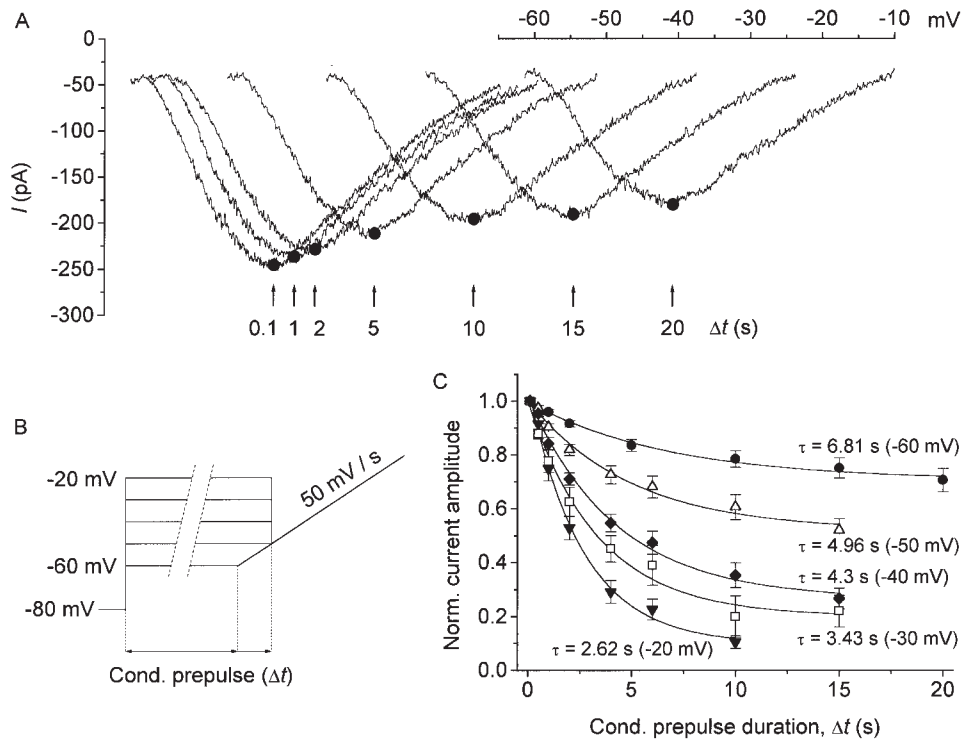 A
-60 -50 -40 -30 -20 -10 mV
0
-50
-100
-150
-200
-250
-300
I (pA)
0.1 1 2 5 10 15 20 Δt (s)
B
-20 mV
-40 mV
-60 mV
-80 mV
50 mV / s
Cond. prepulse (Δt)
C
1.0
0.8
0.6
0.4
0.2
0.0
Norm. current amplitude
τ = 6.81 s (-60 mV)
τ = 4.96 s (-50 mV)
τ = 4.3 s (-40 mV)
τ = 3.43 s (-30 mV)
τ = 2.62 s (-20 mV)
0 5 10 15 20
Cond. prepulse duration, Δt (s)